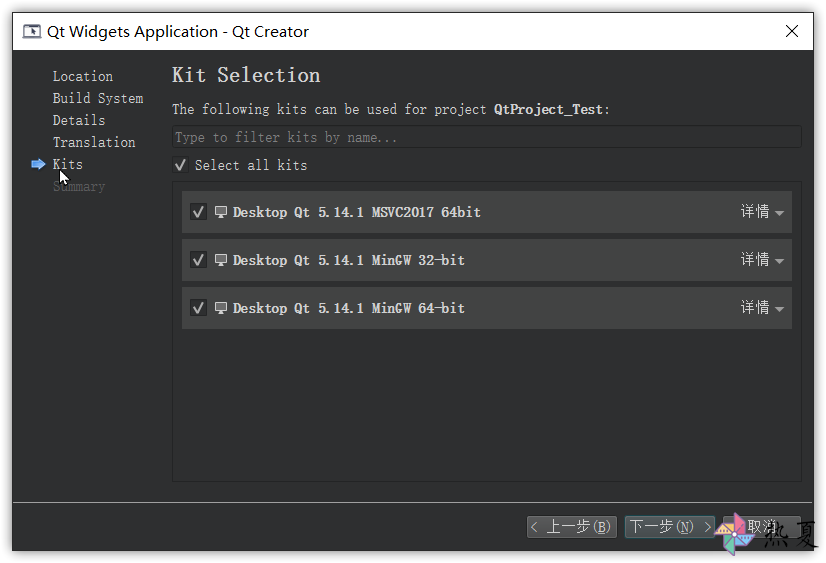 Qt Widgets Application - Qt Creator
Location
Build System
Details
Translation
Kits
Summary
Kit Selection
The following kits can be used for project QtProject_Test:
Type to filter kits by name...
Select all kits
Desktop Qt 5.14.1 MSVC2017 64bit 详情
Desktop Qt 5.14.1 MinGW 32-bit 详情
Desktop Qt 5.14.1 MinGW 64-bit 详情
< 上一步(B) 下一步(N) > 取消
热夏